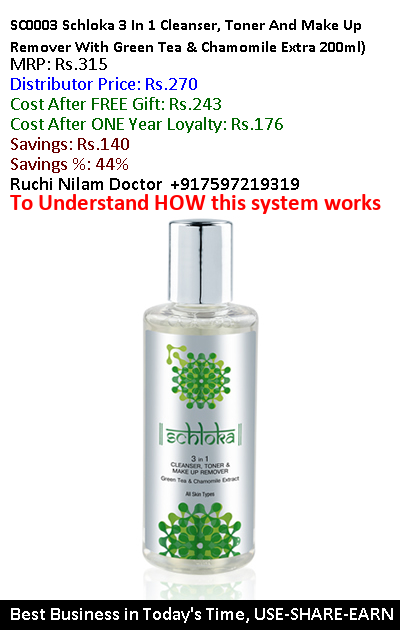 SC0003 Schloka 3 In 1 Cleanser, Toner And Make Up
Remover With Green Tea & Chamomile Extra 200ml)
MRP: Rs.315
Distributor Price: Rs.270
Cost After FREE Gift: Rs.243
Cost After ONE Year Loyalty: Rs.176
Savings: Rs.140
Savings %: 44%
Ruchi Nilam Doctor +917597219319
To Understand HOW this system works
schloka
3 in 1
CLEANSER, TONER &
MAKE UP REMOVER
Green Tea & Chamomile Extract
All Skin Types
Best Business in Today's Time, USE-SHARE-EARN